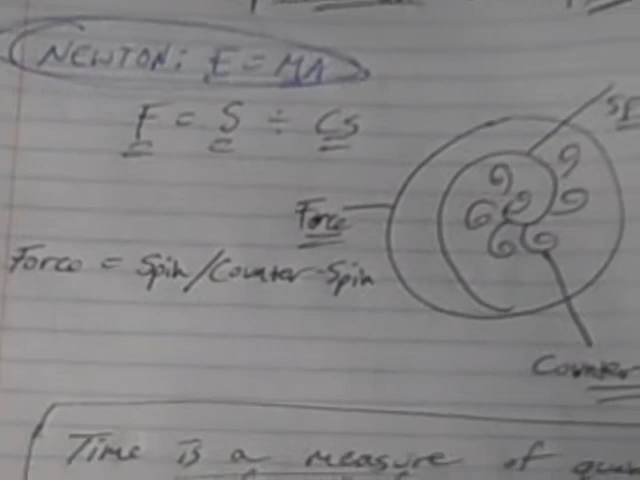 NEWTON: F = MA
F = S ÷ CS
Force
Force = Spin/Counter-Spin
Counter
Time is a measure of